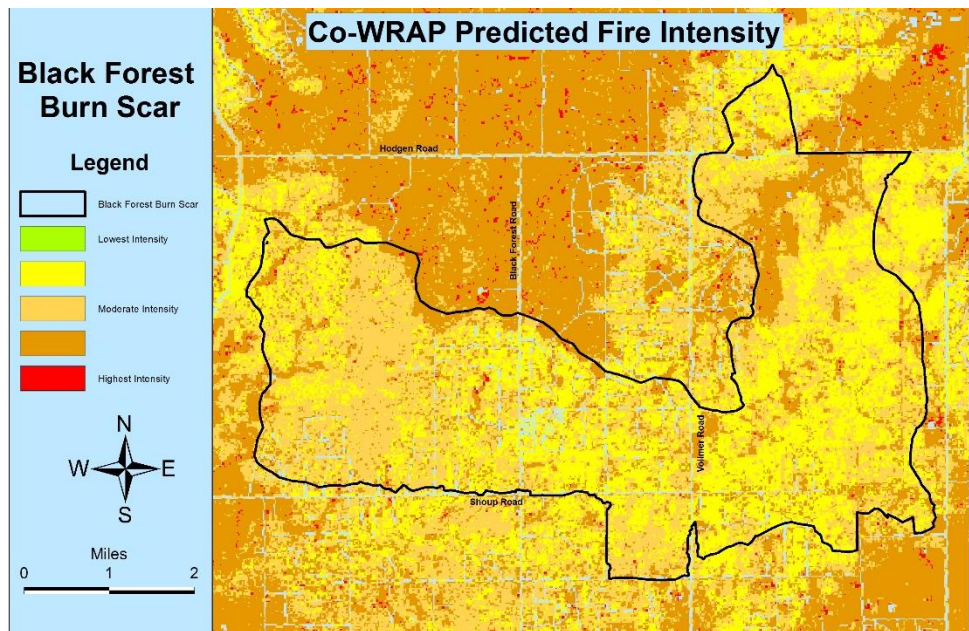 Co-WRAP Predicted Fire Intensity
Black Forest
Burn Scar
Legend
Black Forest Burn Scar
Lowest Intensity
Moderate Intensity
Highest Intensity
N
W E
S
Miles
0 1 2
Hodgen Road
Black Forest Road
Vollmer Road
Shoup Road